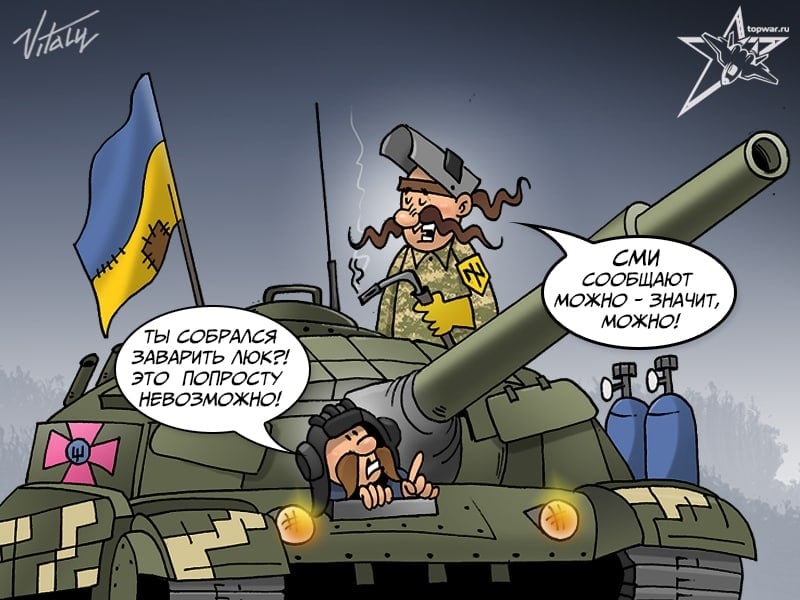 Vitaly
topwar.ru
СМИ
СООБЩАЮТ
МОЖНО - ЗНАЧИТ,
МОЖНО!
ТЫ СОБРАЛСЯ
ЗАВАРИТЬ ЛЮК?!
ЭТО ПОПРОСТУ
НЕВОЗМОЖНО!